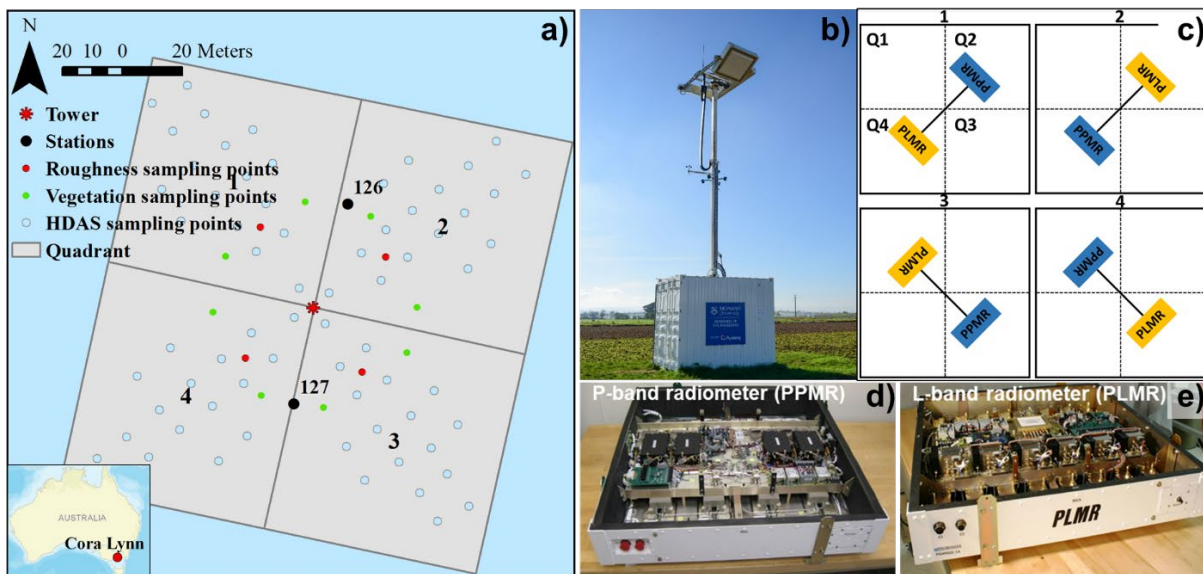 N
20 10 0 20 Meters
Tower
Stations
Roughness sampling points
Vegetation sampling points
HDAS sampling points
Quadrant
a)
1
126
2
127
4
3
AUSTRALIA
Cora Lynn
b)
MONASH
c)
1
2
Q1
Q2
PPMR
PLMR
Q4
PLMR
Q3
PPMR
3
4
PLMR
PPMR
PPMR
PLMR
P-band radiometer (PPMR)
d)
L-band radiometer (PLMR)
e)
PLMR